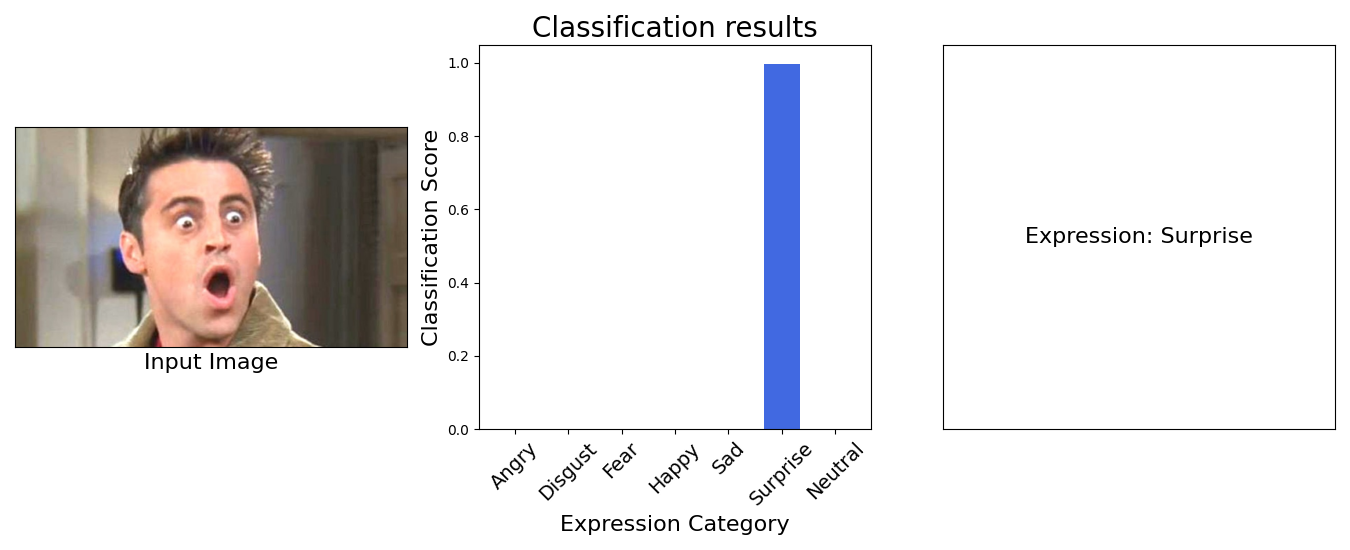 Classification results
Input Image
Classification Score
1.0
0.8
0.6
0.4
0.2
0.0
Angry
Disgust
Fear
Happy
Sad
Surprise
Neutral
Expression Category
Expression: Surprise